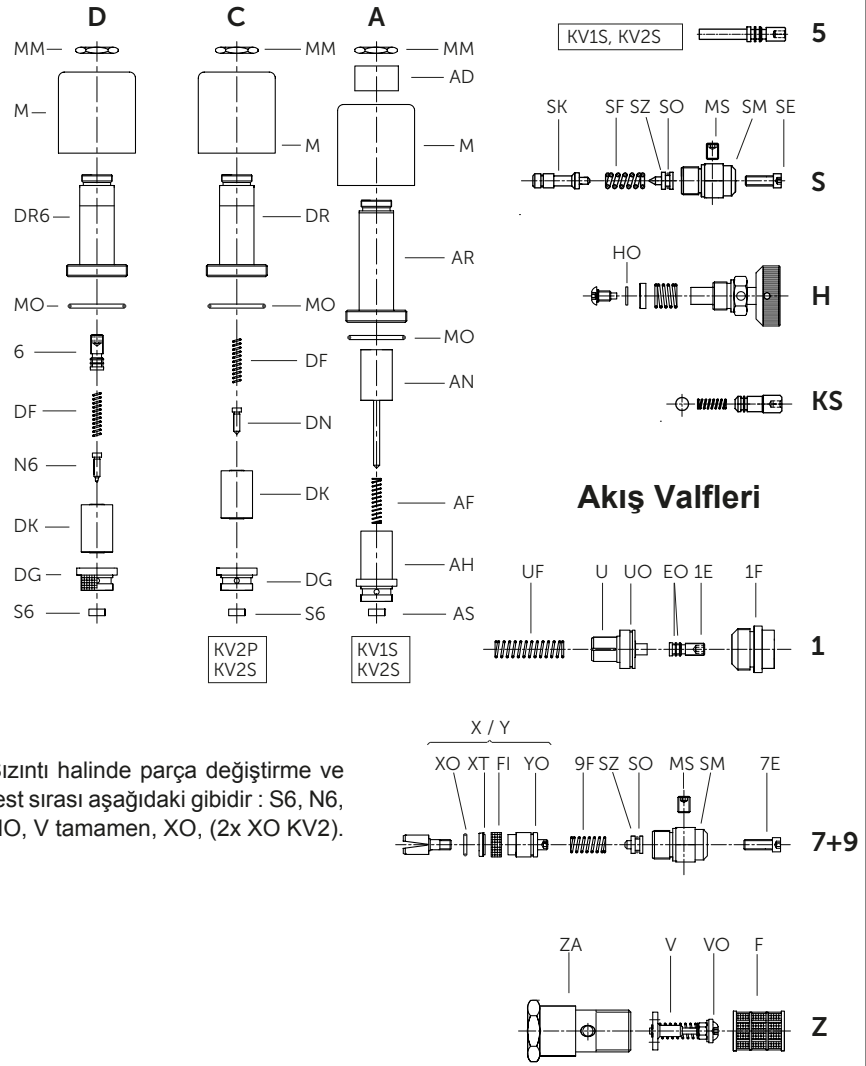 D C A
MM MM MM
AD
M M M
DR6 DR AR
MO MO MO
6 DF AN
DF DN
N6 DK AF
DK AH
DG DG
S6 S6 AS
KV2P
KV2S
KV1S
KV2S
KV1S, KV2S 5
SK SF SZ SO MS SM SE
S
HO
H
KS
Akış Valfleri
UF U UO EO 1E 1F
1
X / Y
XO XT FI YO 9F SZ SO MS SM 7E
7+9
ızıntı halinde parça değiştirme ve
est sırası aşağıdaki gibidir : S6, N6,
O, V tamamen, XO, (2x XO KV2).
ZA V VO F
Z